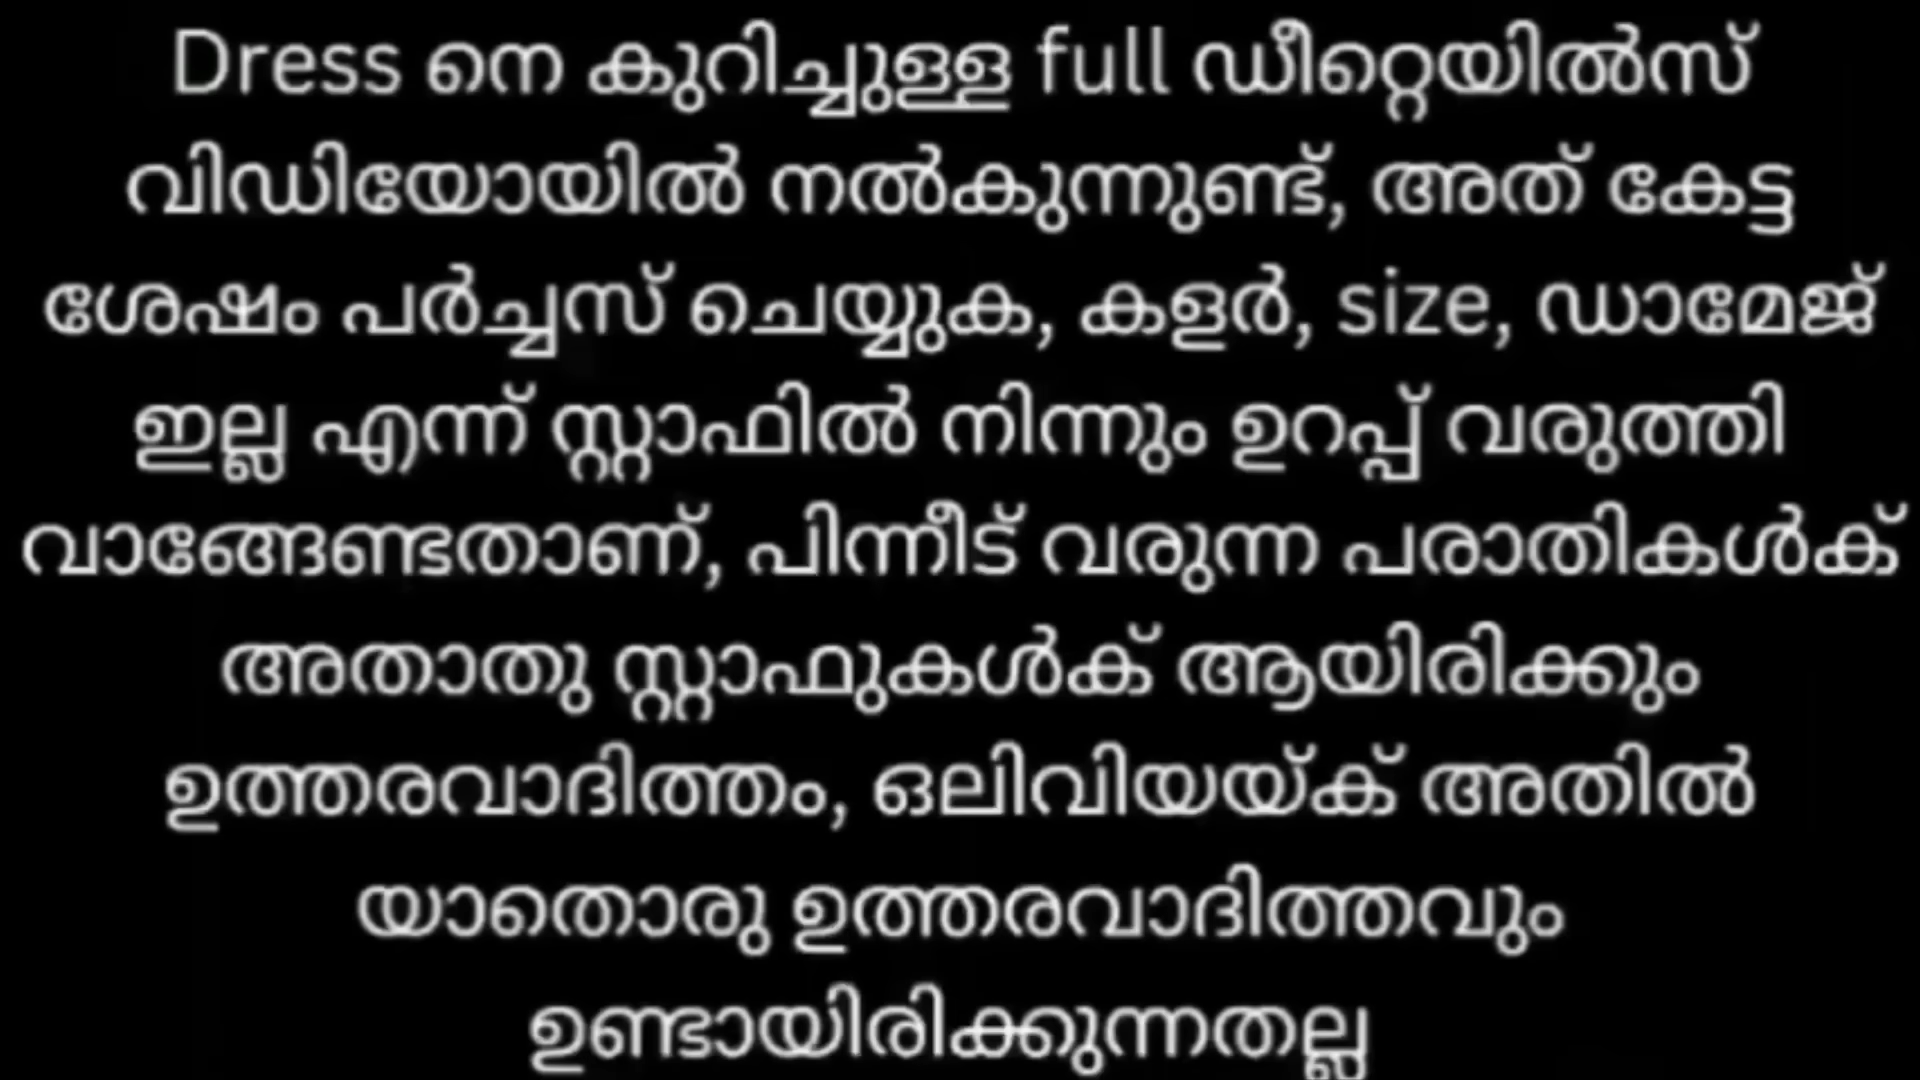 Dress നെ കുറിച്ചുള്ള full ഡീറ്റെയിൽസ്
വിഡിയോയിൽ നൽകുന്നുണ്ട്, അത് കേട്ട
ശേഷം പർച്ചസ് ചെയ്യുക, കളർ, size, ഡാമേജ്
ഇല്ല എന്ന് സ്റ്റാഫിൽ നിന്നും ഉറപ്പ് വരുത്തി
വാങ്ങേണ്ടതാണ്, പിന്നീട് വരുന്ന പരാതികൾക്
അതാതു സ്റ്റാഫുകൾക് ആയിരിക്കും
ഉത്തരവാദിത്തം, ഒലിവിയയ്ക് അതിൽ
യാതൊരു ഉത്തരവാദിത്തവും
ഉണ്ടായിരിക്കുന്നതല്ല